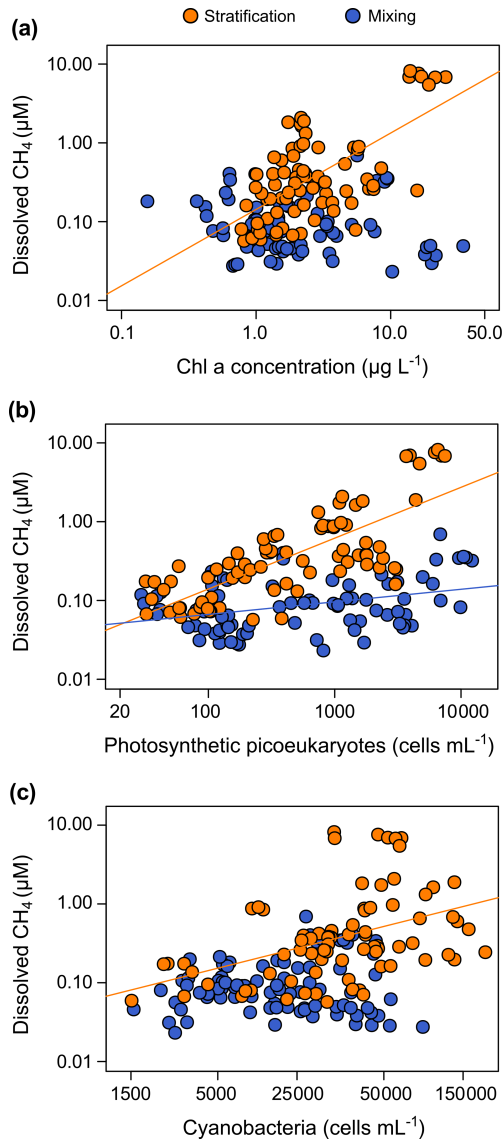 Stratification Mixing
(a)
10.00
1.00
0.10
0.01
Dissolved CH₄ (µM)
0.1 1.0 10.0 50.0
Chl a concentration (µg L⁻¹)
(b)
10.00
1.00
0.10
0.01
Dissolved CH₄ (µM)
20 100 1000 10000
Photosynthetic picoeukaryotes (cells mL⁻¹)
(c)
10.00
1.00
0.10
0.01
Dissolved CH₄ (µM)
1500 5000 25000 50000 150000
Cyanobacteria (cells mL⁻¹)